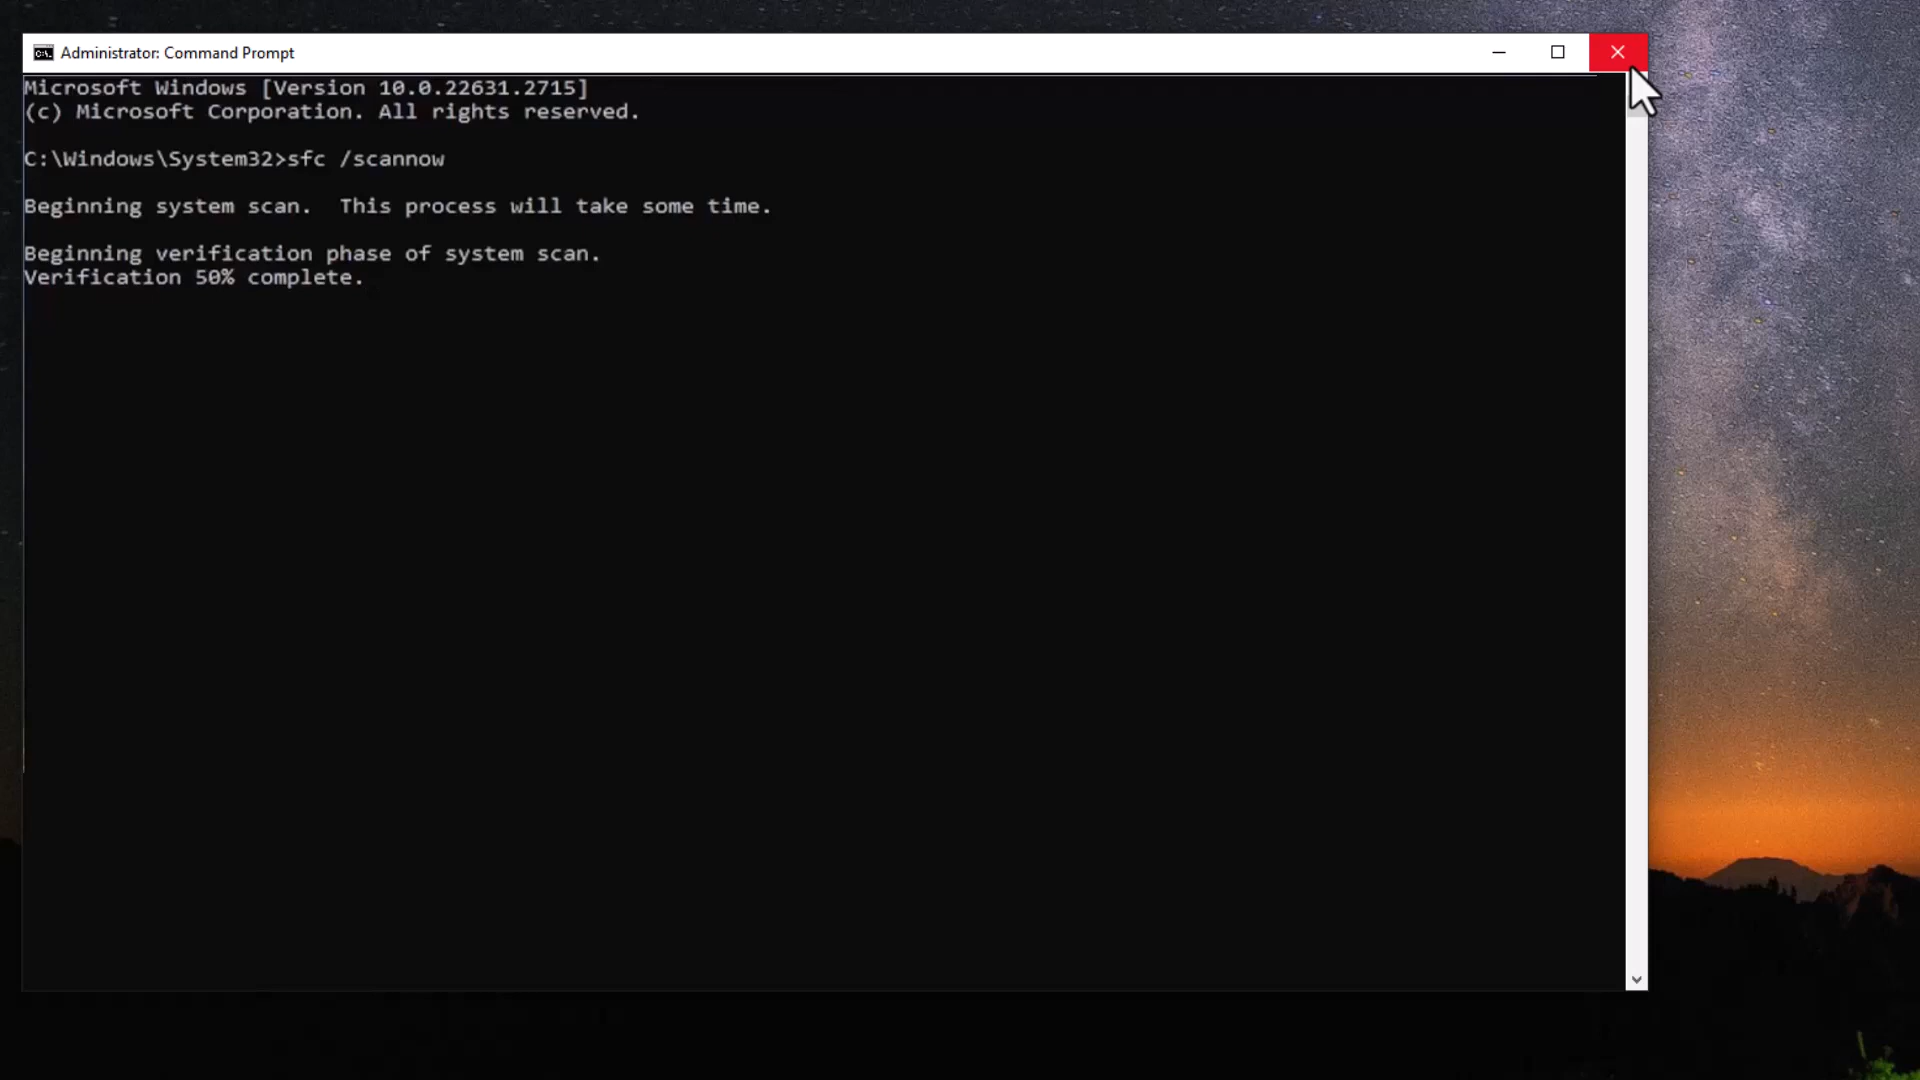 Administrator: Command Prompt
Microsoft Windows [Version 10.0.22631.2715]
(c) Microsoft Corporation. All rights reserved.
C:\Windows\System32>sfc /scannow
Beginning system scan.  This process will take some time.
Beginning verification phase of system scan.
Verification 50% complete.